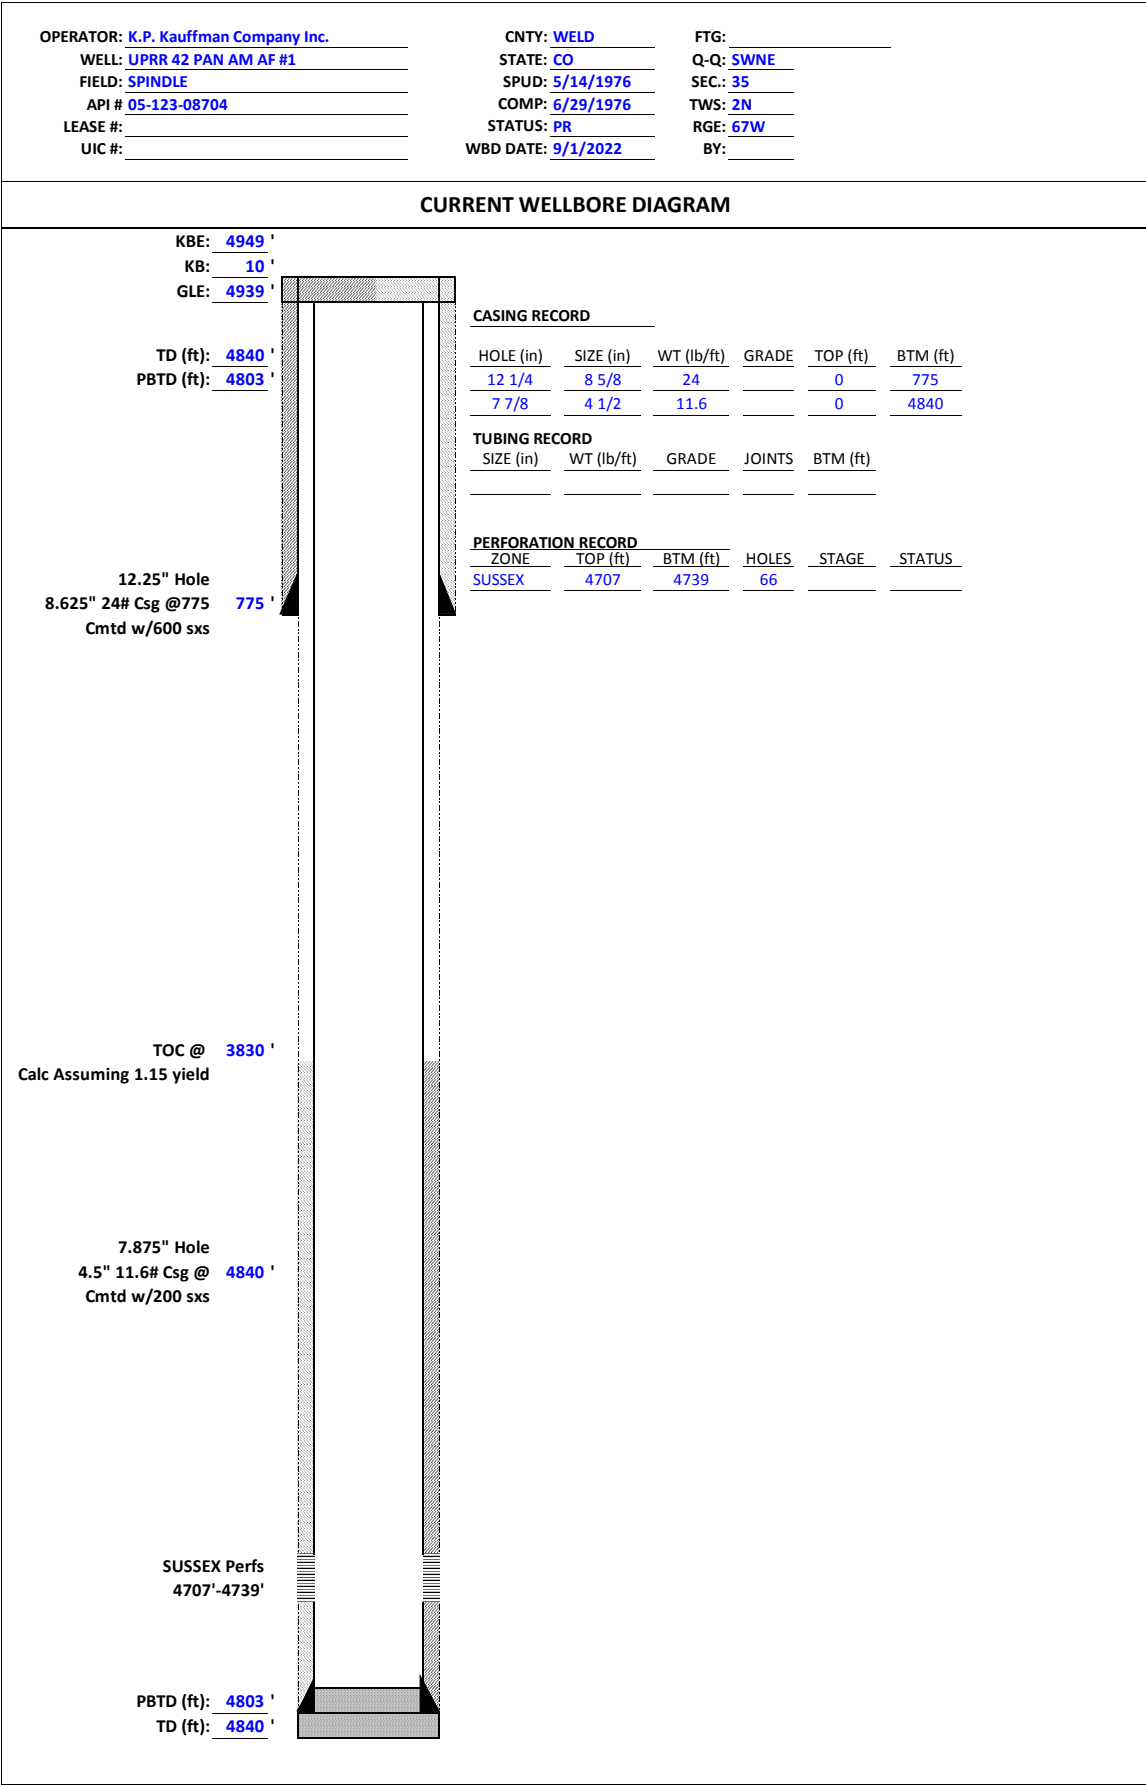 OPERATOR: K.P. Kauffman Company Inc. CNTY: WELD FTG:
WELL: UPRR 42 PAN AM AF #1 STATE: CO Q-Q: SWNE
FIELD: SPINDLE SPUD: 5/14/1976 SEC.: 35
API # 05-123-08704 COMP: 6/29/1976 TWS: 2N
LEASE #: STATUS: PR RGE: 67W
UIC #: WBD DATE: 9/1/2022 BY:
CURRENT WELLBORE DIAGRAM
KBE: 4949 '
KB: 10 '
GLE: 4939 '
CASING RECORD
TD (ft): 4840 ' HOLE (in) SIZE (in) WT (lb/ft) GRADE TOP (ft) BTM (ft)
PBTD (ft): 4803 ' 12 1/4 8 5/8 24 0 775
7 7/8 4 1/2 11.6 0 4840
TUBING RECORD
SIZE (in) WT (lb/ft) GRADE JOINTS BTM (ft)
PERFORATION RECORD
ZONE TOP (ft) BTM (ft) HOLES STAGE STATUS
12.25" Hole SUSSEX 4707 4739 66
8.625" 24# Csg @775 775 '
Cmtd w/600 sxs
TOC @ 3830 '
Calc Assuming 1.15 yield
7.875" Hole
4.5" 11.6# Csg @ 4840 '
Cmtd w/200 sxs
SUSSEX Perfs
4707'-4739'
PBTD (ft): 4803 '
TD (ft): 4840 '